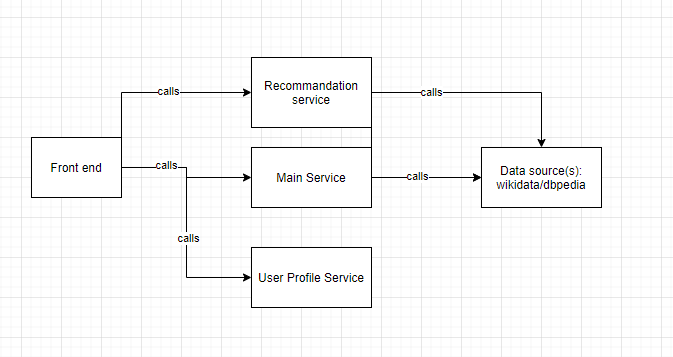 Recommandation
service
calls
calls
Front end
calls
Main Service
calls
Data source(s):
wikidata/dbpedia
calls
User Profile Service